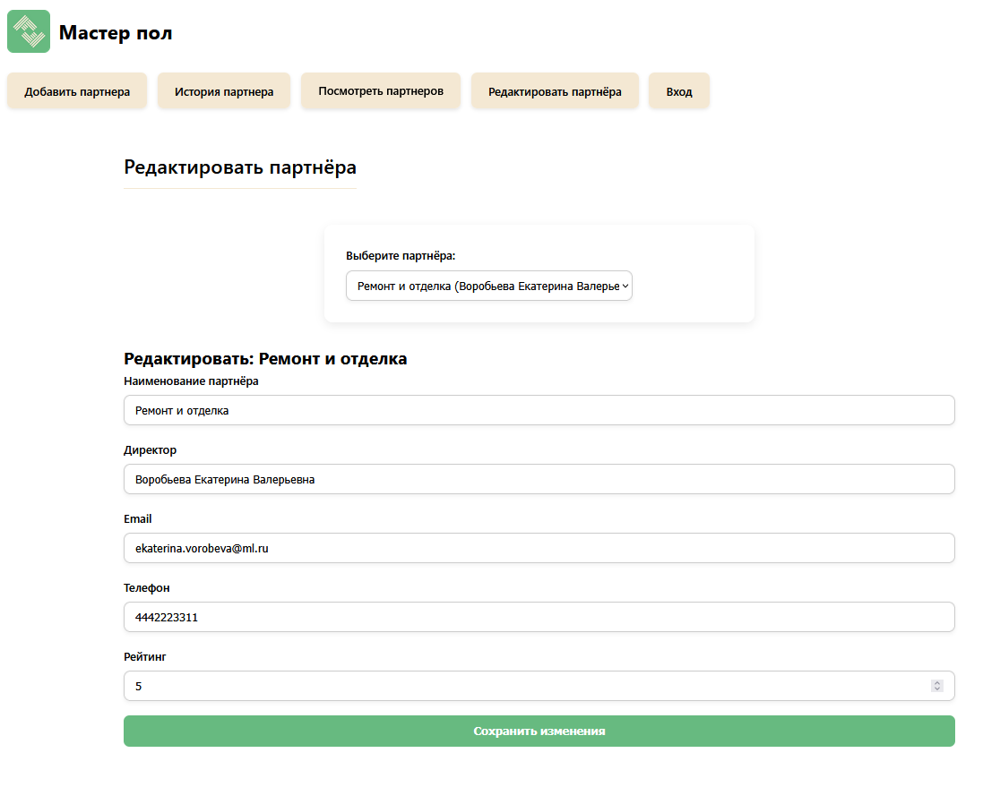 Мастер пол
Добавить партнера История партнера Посмотреть партнеров Редактировать партнёра Вход
Редактировать партнёра
Выберите партнёра:
Ремонт и отделка (Воробьева Екатерина Валерье
Редактировать: Ремонт и отделка
Наименование партнёра
Ремонт и отделка
Директор
Воробьева Екатерина Валерьевна
Email
ekaterina.vorobeva@ml.ru
Телефон
4442223311
Рейтинг
5
Сохранить изменения